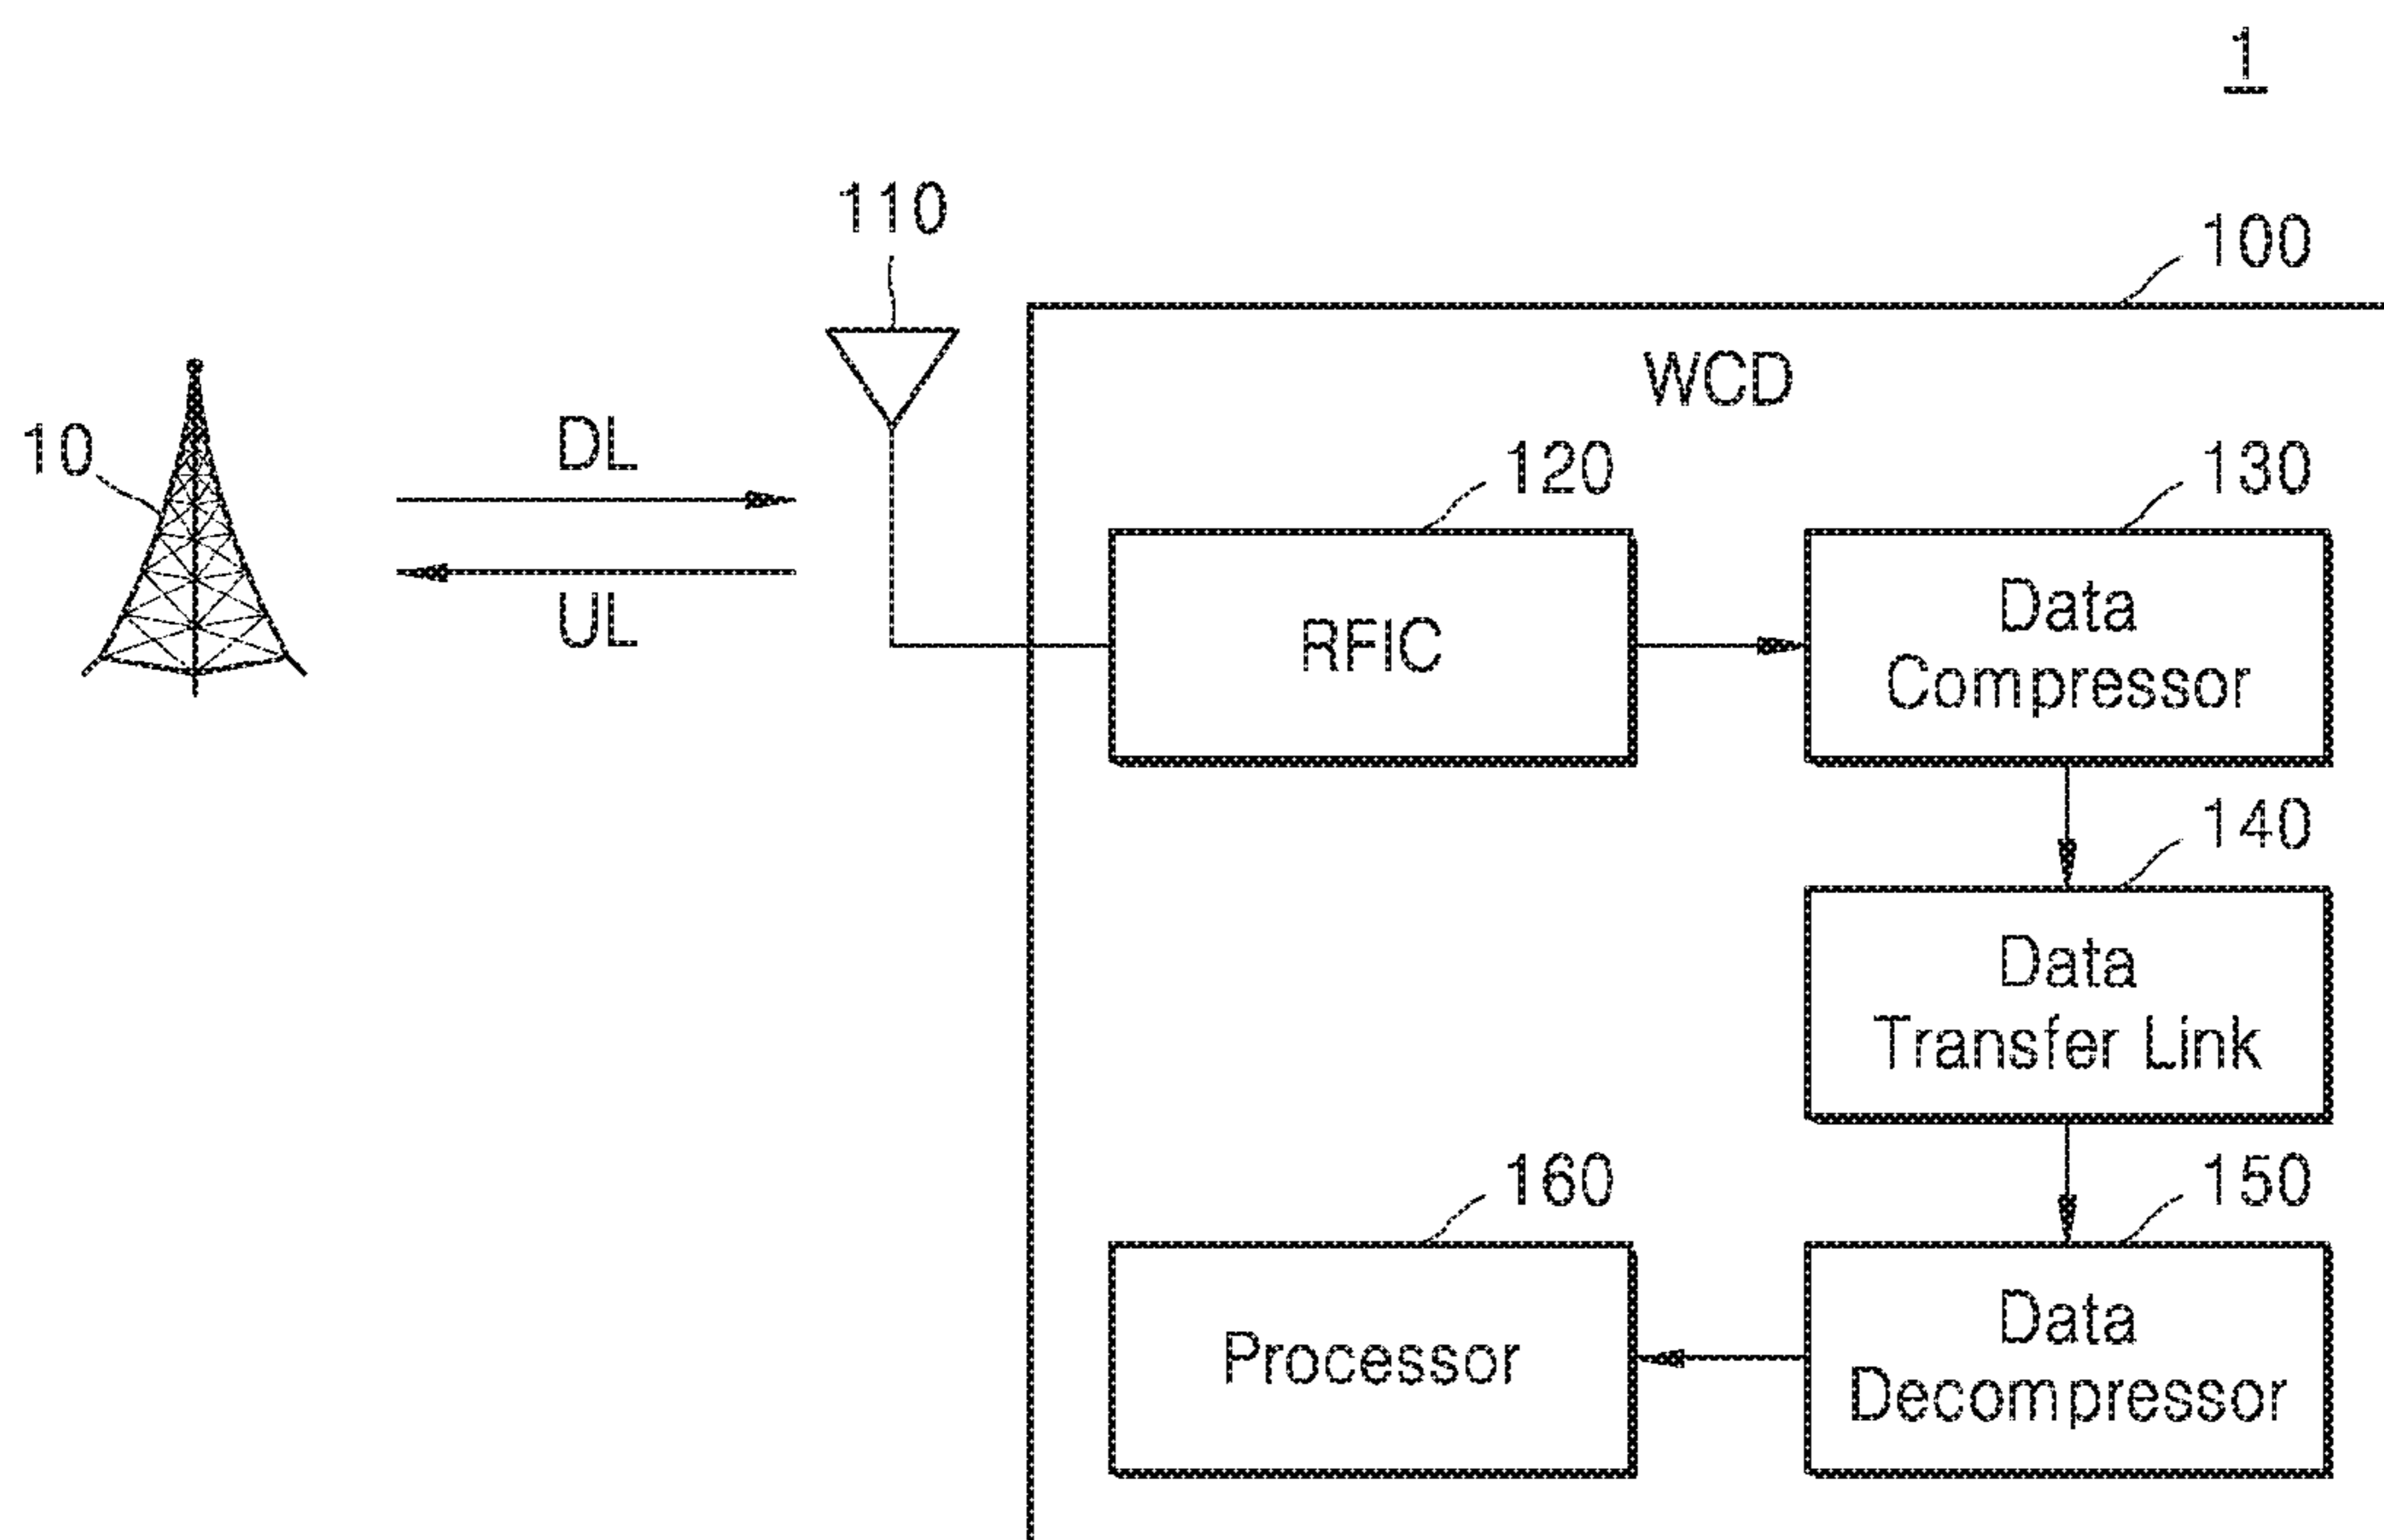 1
110
100
WCD
10
DL
UL
120
RFIC
130
Data
Compressor
140
Data
Transfer Link
160
Processor
150
Data
Decompressor